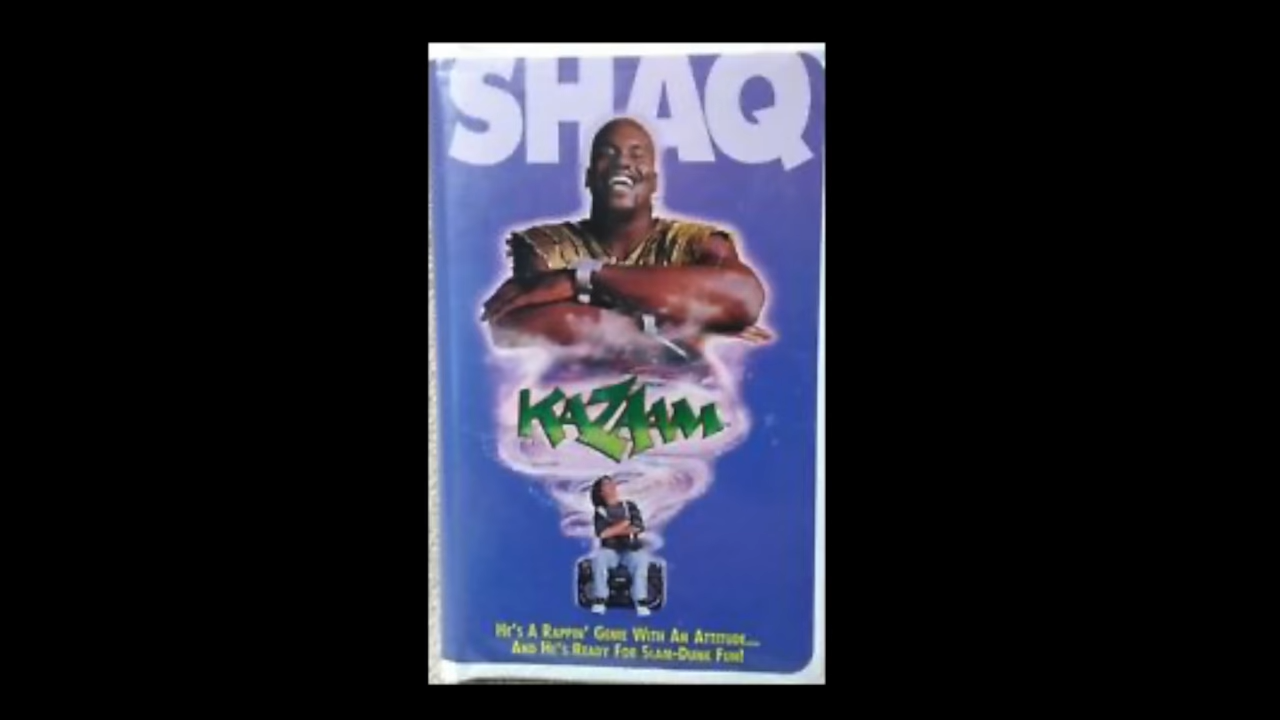 SHAQ
KAZAAM
HE'S A RAPPIN' GENIE WITH AN ATTITUDE...
AND HE'S READY FOR SLAM-DUNK FUN!